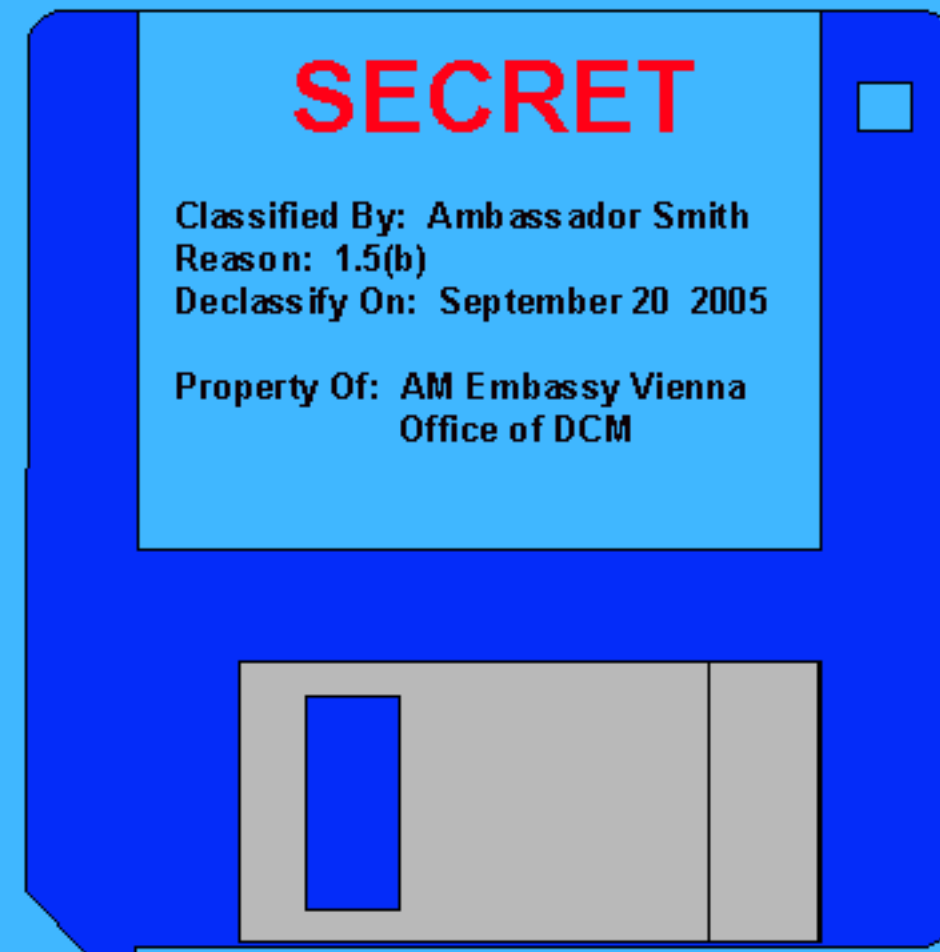 SECRET
Classified By: Ambassador Smith
Reason: 1.5(b)
Declassify On: September 20 2005
Property Of: AM Embassy Vienna
Office of DCM